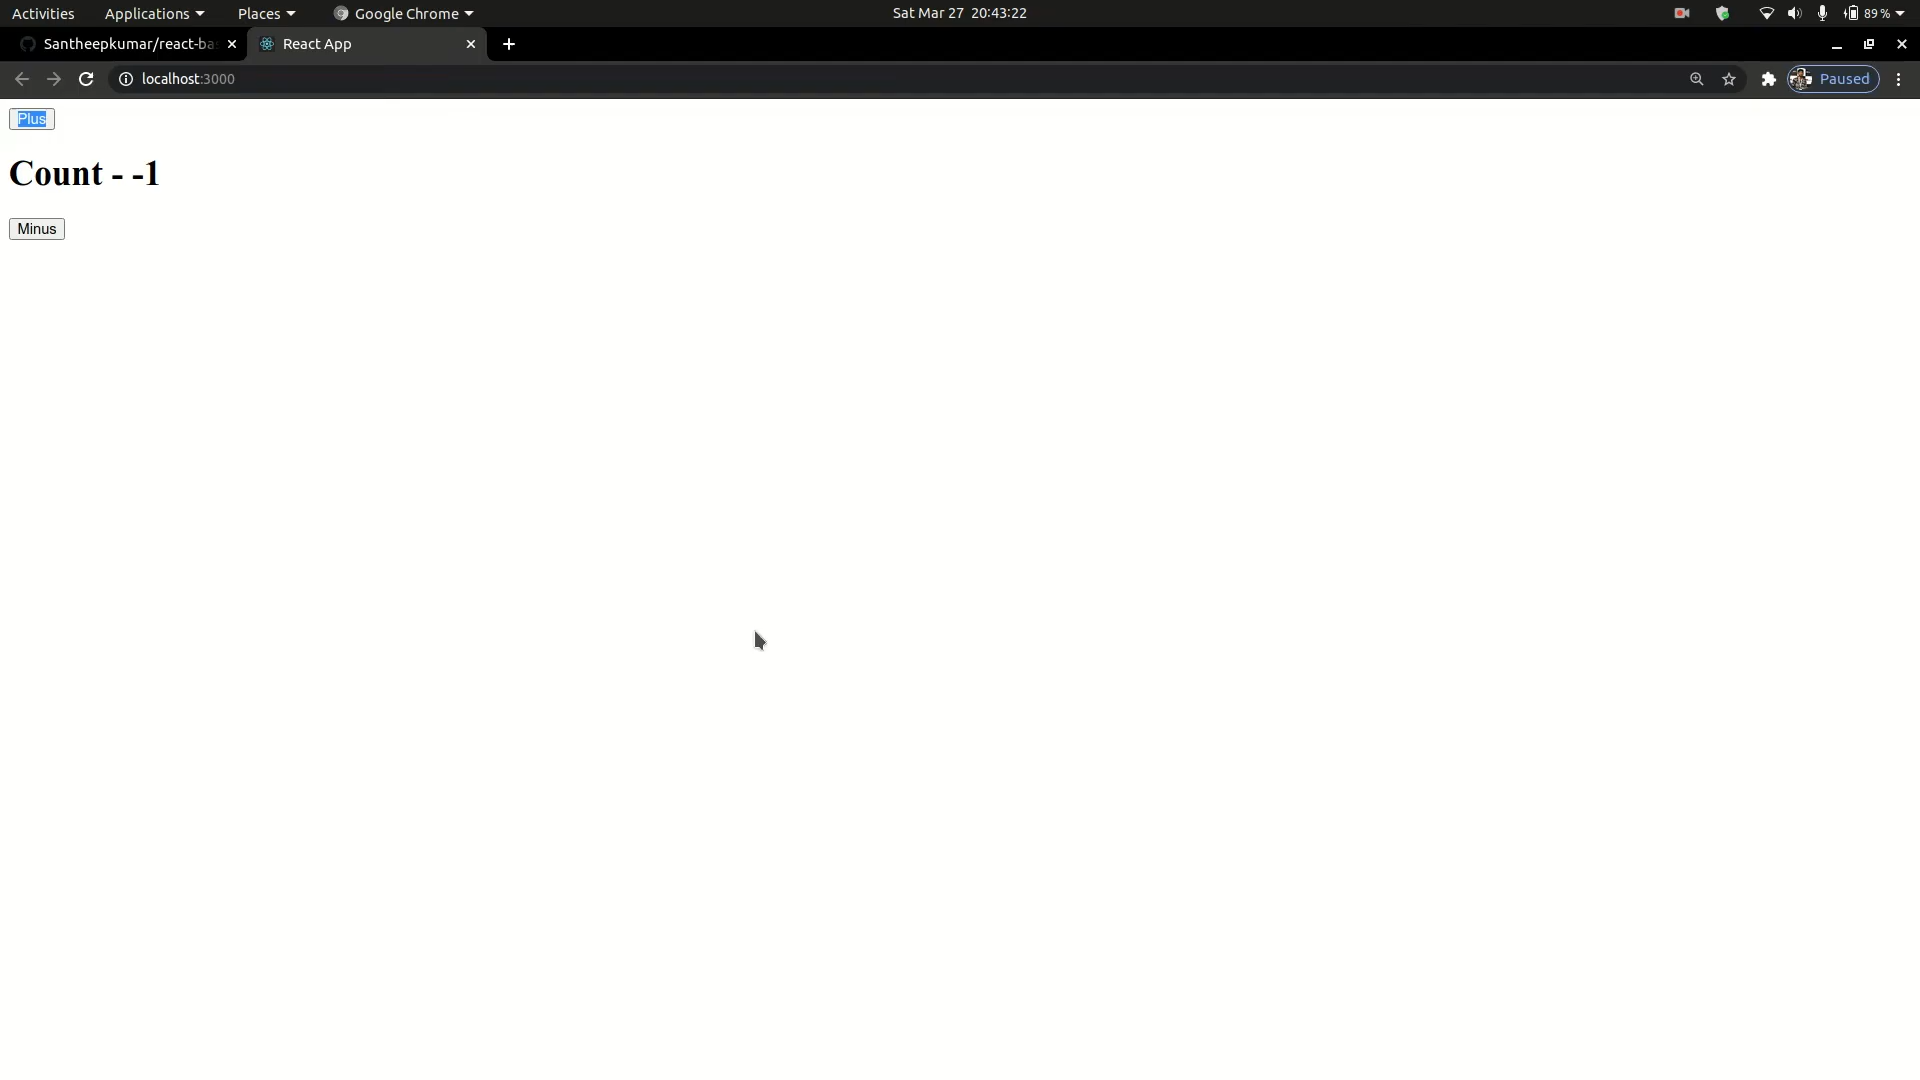 Activities Applications Places Google Chrome Sat Mar 27 20:43:22 89 %
Santheepkumar/react-ba React App
localhost:3000 Paused
Plus
Count - -1
Minus